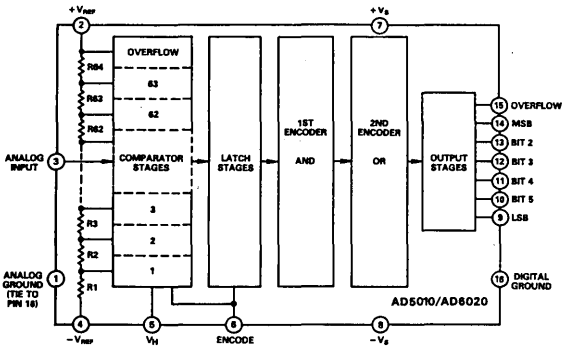 +VREF
+VS
2
7
OVERFLOW
R64
63
R63
62
R62
15 OVERFLOW
14 MSB
13 BIT 2
12 BIT 3
11 BIT 4
10 BIT 5
9 LSB
1ST
ENCODER
AND
2ND
ENCODER
OR
ANALOG
INPUT
3
COMPARATOR
STAGES
LATCH
STAGES
OUTPUT
STAGES
3
R3
2
R2
1
R1
ANALOG
GROUND
(TIE TO
PIN 16)
1
16
DIGITAL
GROUND
AD5010/AD6020
4
5
6
8
−VREF
VH
ENCODE
−VS